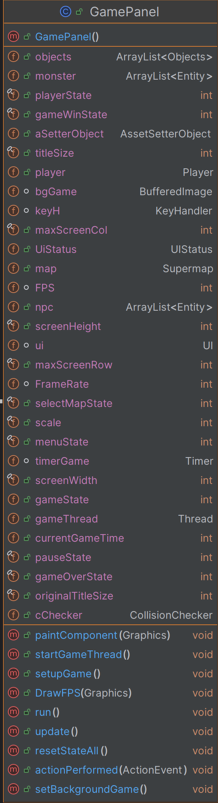 GamePanel
GamePanel()
objects ArrayList<Objects>
monster ArrayList<Entity>
playerState int
gameWinState int
aSetterObject AssetSetterObject
titleSize int
player Player
bgGame BufferedImage
keyH KeyHandler
maxScreenCol int
UiStatus UIStatus
map Supermap
FPS int
npc ArrayList<Entity>
screenHeight int
ui UI
maxScreenRow int
FrameRate int
selectMapState int
scale int
menuState int
timerGame Timer
screenWidth int
gameState int
gameThread Thread
currentGameTime int
pauseState int
gameOverState int
originalTitleSize int
cChecker CollisionChecker
paintComponent(Graphics) void
startGameThread() void
setupGame() void
DrawFPS(Graphics) void
run() void
update() void
resetStateAll() void
actionPerformed(ActionEvent) void
setBackgroundGame() void